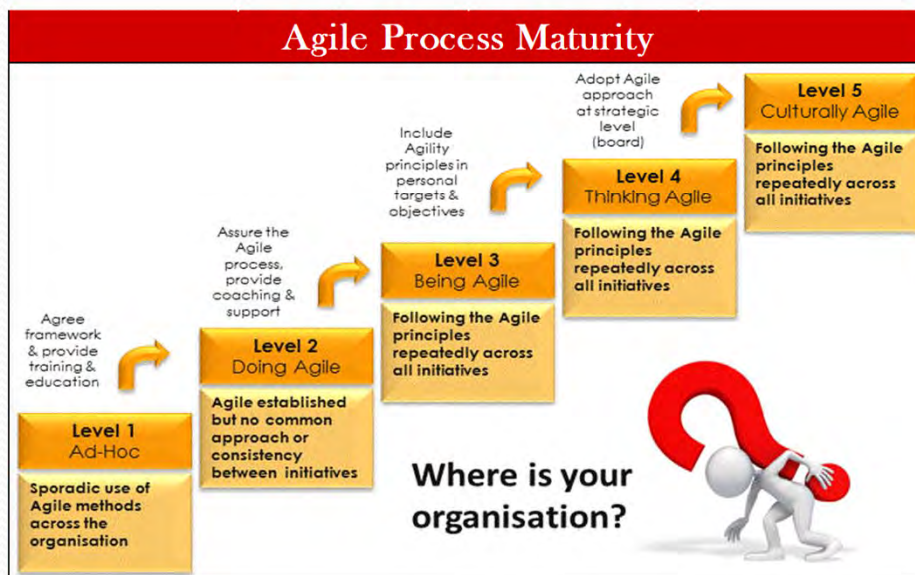 Agile Process Maturity
Agree
framework
& provide
training &
education
Level 1
Ad-Hoc
Sporadic use of
Agile methods
across the
organisation
Assure the
Agile
process,
provide
coaching &
support
Level 2
Doing Agile
Agile established
but no common
approach or
consistency
between initiatives
Include
Agility
principles in
personal
targets &
objectives
Level 3
Being Agile
Following the Agile
principles
repeatedly across
all initiatives
Adopt Agile
approach
at strategic
level
(board)
Level 4
Thinking Agile
Following the Agile
principles
repeatedly across
all initiatives
Level 5
Culturally Agile
Following the Agile
principles
repeatedly across
all initiatives
Where is your
organisation?